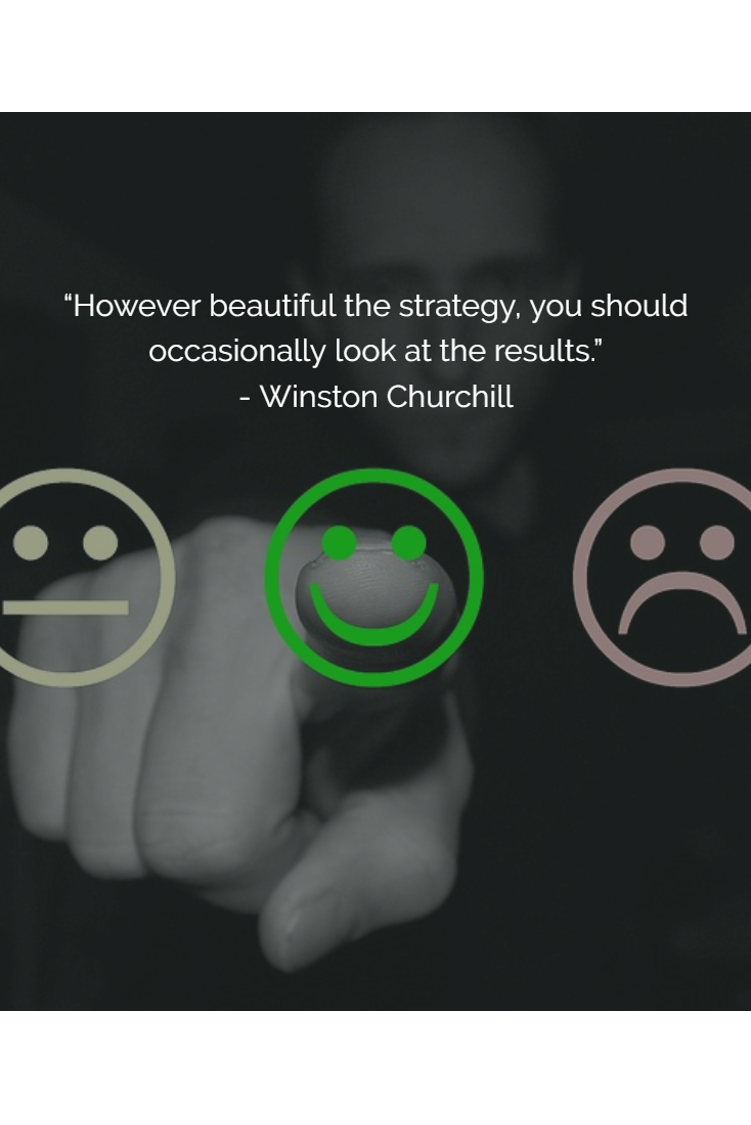 “However beautiful the strategy, you should
occasionally look at the results.”
- Winston Churchill